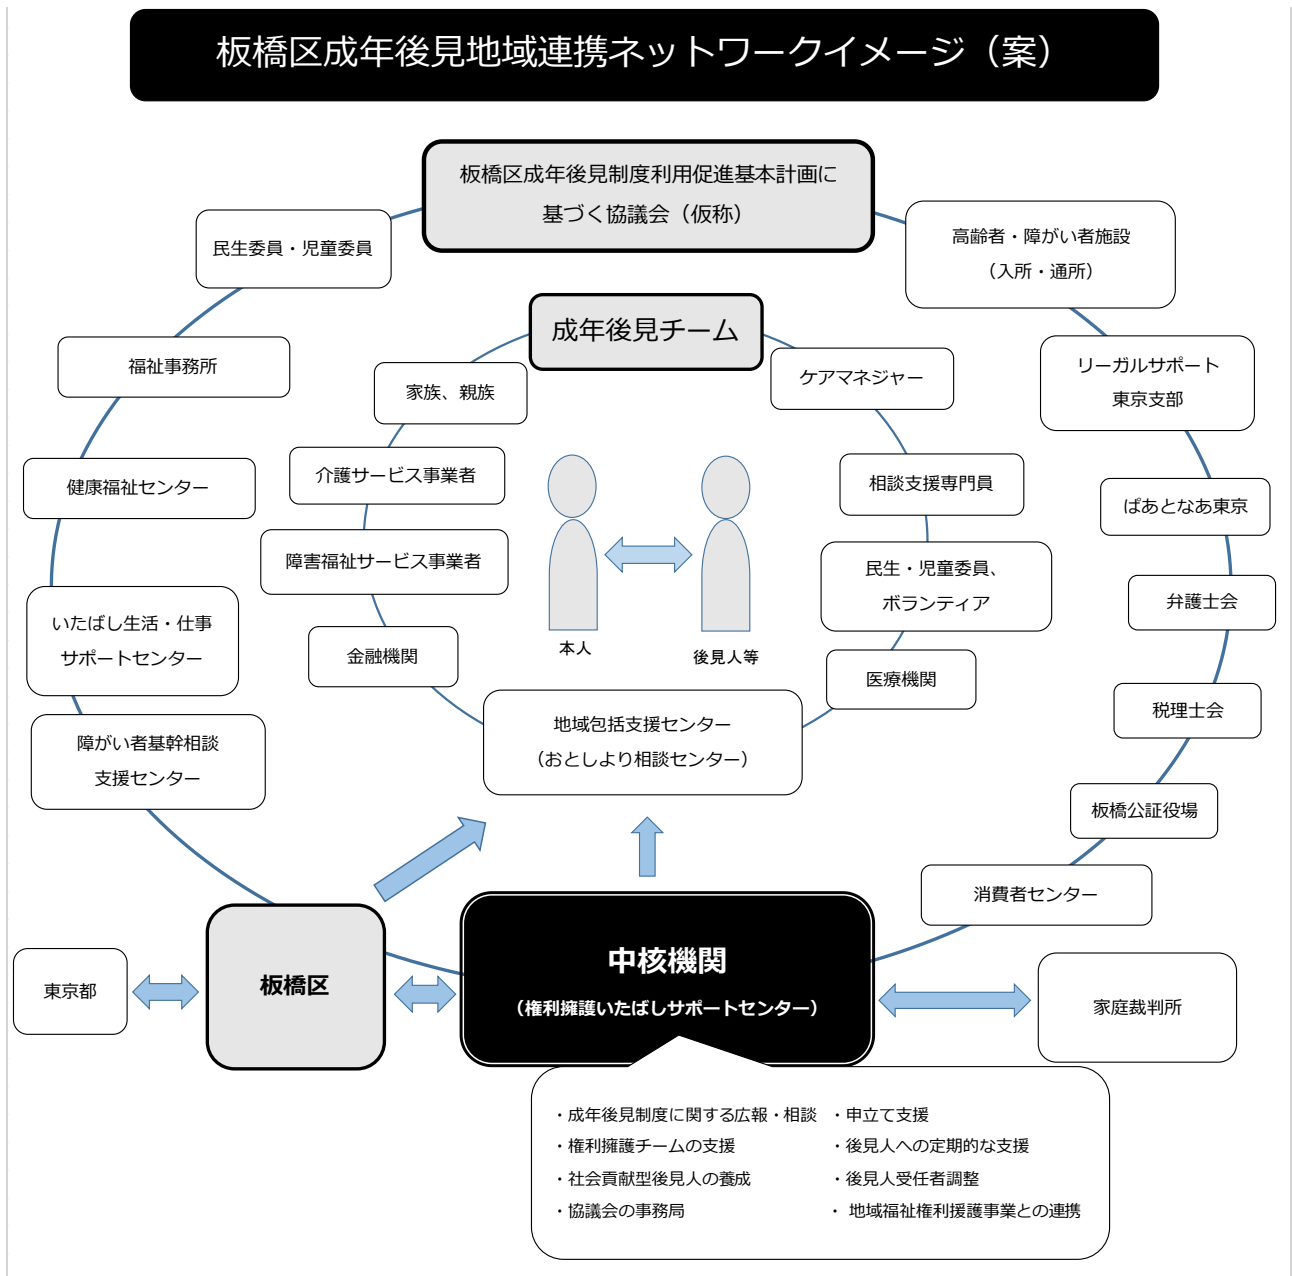 板橋区成年後見地域連携ネットワークイメージ（案）
板橋区成年後見制度利用促進基本計画に
基づく協議会（仮称）
民生委員・児童委員
高齢者・障がい者施設
（入所・通所）
成年後見チーム
福祉事務所
家族、親族
ケアマネジャー
リーガルサポート
東京支部
健康福祉センター
介護サービス事業者
相談支援専門員
ぱあとなあ東京
障害福祉サービス事業者
民生・児童委員、
ボランティア
弁護士会
いたばし生活・仕事
サポートセンター
金融機関
本人
後見人等
医療機関
税理士会
障がい者基幹相談
支援センター
地域包括支援センター
（おとしより相談センター）
板橋公証役場
消費者センター
東京都
板橋区
中核機関
（権利擁護いたばしサポートセンター）
家庭裁判所
・成年後見制度に関する広報・相談
・権利擁護チームの支援
・社会貢献型後見人の養成
・協議会の事務局
・申立て支援
・後見人への定期的な支援
・後見人受任者調整
・ 地域福祉権利援護事業との連携